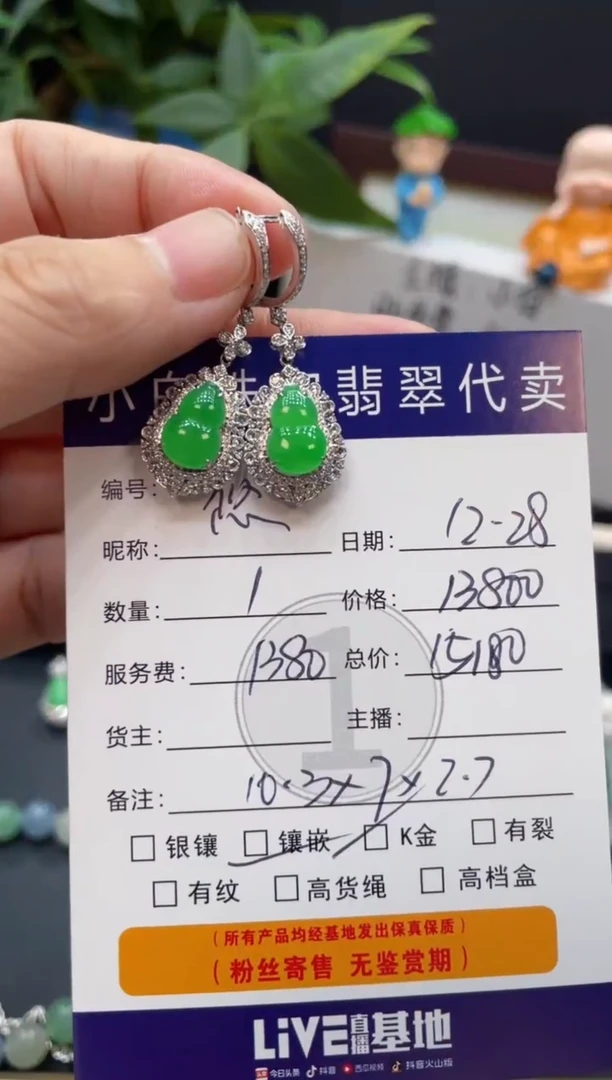 小白 翡翠代卖
编号:
昵称: 悠 日期: 12-28
数量: 1 价格: 13800
服务费: 1380 总价: 15180
货主: 主播:
备注: 10.3x7x2.7
银镶 镶嵌 K金 有裂
有纹 高货绳 高档盒
(所有产品均经基地发出保真保质)
(粉丝寄售 无鉴赏期)
LiVE直播基地
今日头条 抖音 西瓜视频 抖音火山版